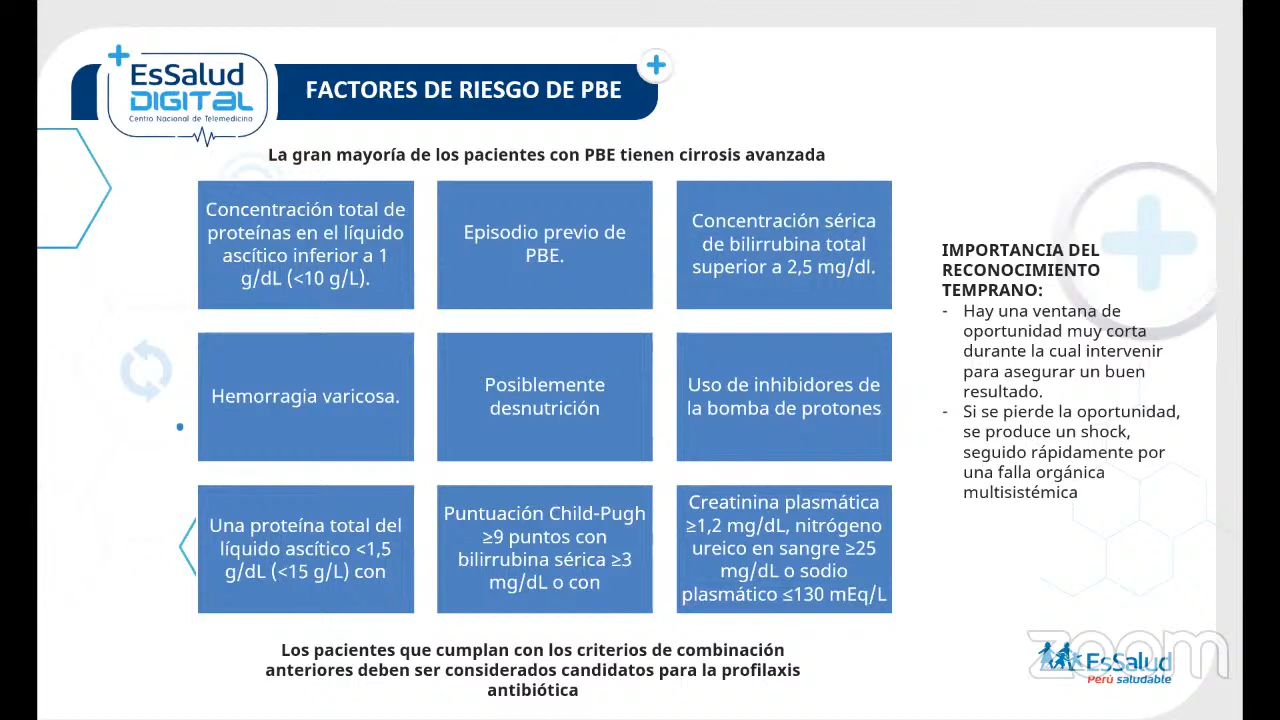 EsSalud
DIGITAL
Centro Nacional de Telemedicina
FACTORES DE RIESGO DE PBE
La gran mayoría de los pacientes con PBE tienen cirrosis avanzada
Concentración total de
proteínas en el líquido
ascítico inferior a 1
g/dL (<10 g/L).
Episodio previo de
PBE.
Concentración sérica
de bilirrubina total
superior a 2,5 mg/dl.
Hemorragia varicosa.
Posiblemente
desnutrición
Uso de inhibidores de
la bomba de protones
Una proteína total del
líquido ascítico <1,5
g/dL (<15 g/L) con
Puntuación Child-Pugh
≥9 puntos con
bilirrubina sérica ≥3
mg/dL o con
Creatinina plasmática
≥1,2 mg/dL, nitrógeno
ureico en sangre ≥25
mg/dL o sodio
plasmático ≤130 mEq/L
IMPORTANCIA DEL
RECONOCIMIENTO
TEMPRANO:
- Hay una ventana de
oportunidad muy corta
durante la cual intervenir
para asegurar un buen
resultado.
- Si se pierde la oportunidad,
se produce un shock,
seguido rápidamente por
una falla orgánica
multisistémica
Los pacientes que cumplan con los criterios de combinación
anteriores deben ser considerados candidatos para la profilaxis
antibiótica
zoom
EsSalud
Perú saludable